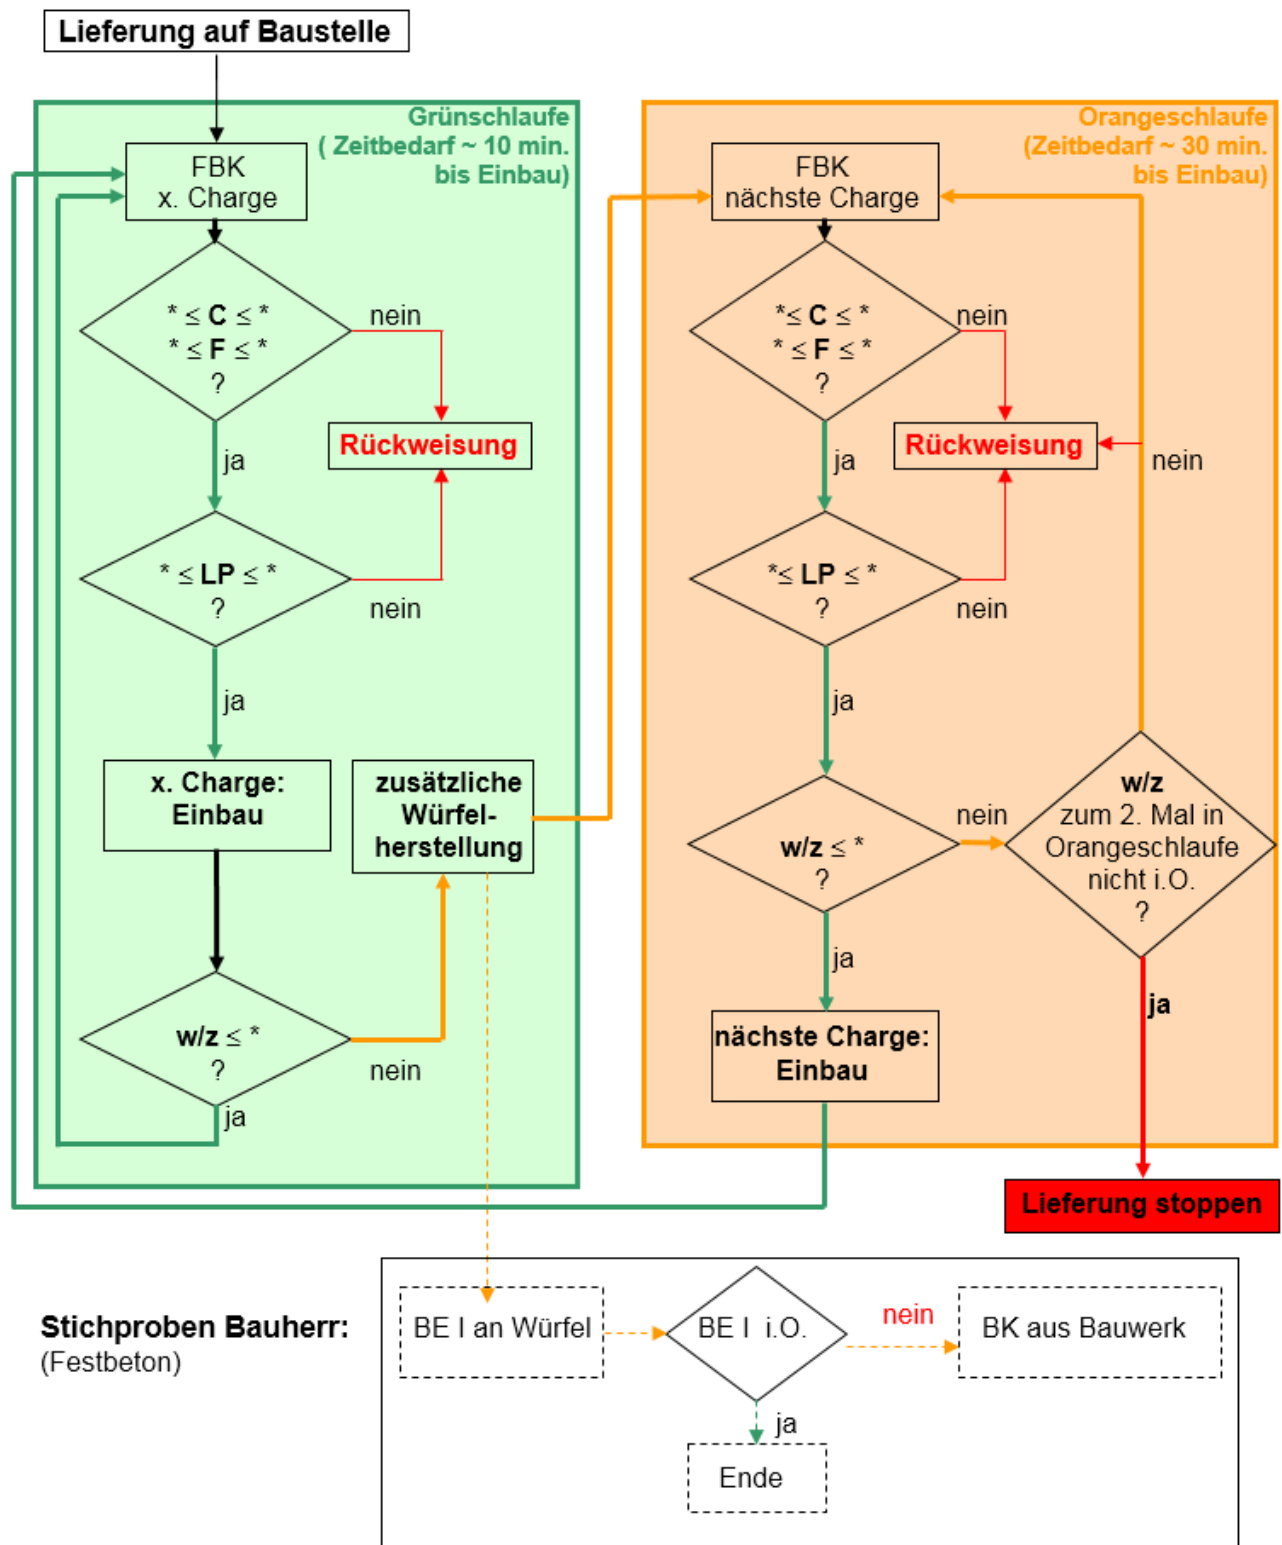 Lieferung auf Baustelle
Grünschlaufe
( Zeitbedarf ~ 10 min.
bis Einbau)
FBK
x. Charge
* ≤ C ≤ *
* ≤ F ≤ *
?
nein
Rückweisung
ja
* ≤ LP ≤ *
?
nein
ja
x. Charge:
Einbau
zusätzliche
Würfel-
herstellung
w/z ≤ *
?
nein
ja
Orangeschlaufe
(Zeitbedarf ~ 30 min.
bis Einbau)
FBK
nächste Charge
*≤ C ≤ *
* ≤ F ≤ *
?
nein
Rückweisung
nein
ja
*≤ LP ≤ *
?
nein
ja
w/z ≤ *
?
nein
w/z
zum 2. Mal in
Orangeschlaufe
nicht i.O.
?
ja
ja
nächste Charge:
Einbau
Lieferung stoppen
Stichproben Bauherr:
(Festbeton)
BE I an Würfel
BE I i.O.
nein
BK aus Bauwerk
ja
Ende